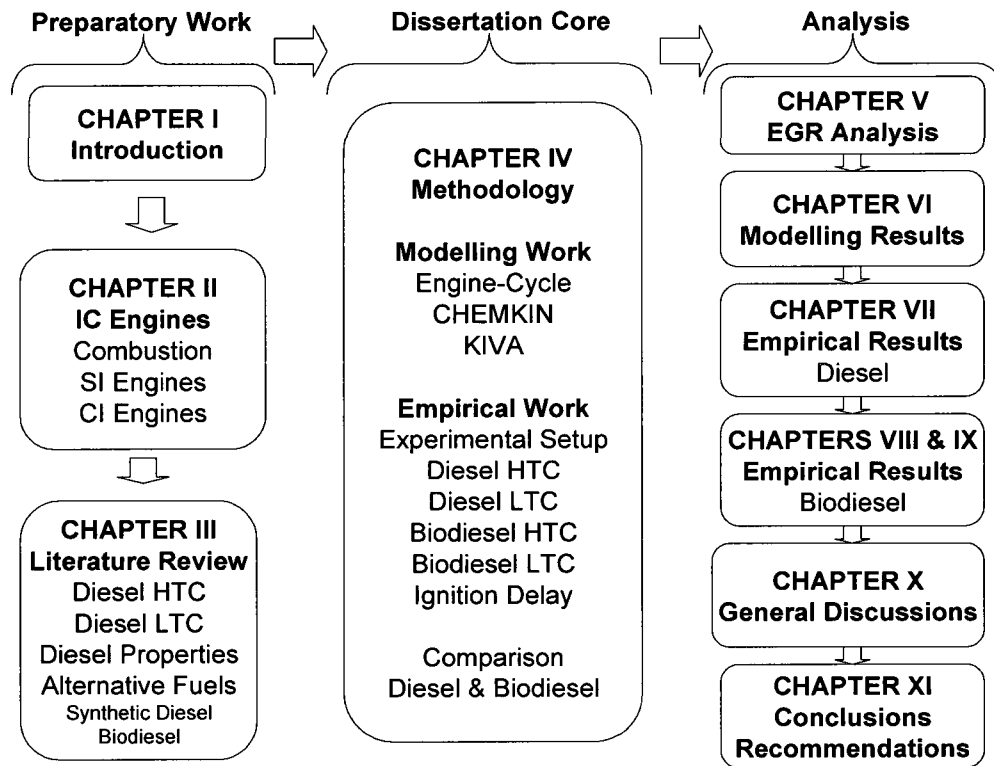 Preparatory Work
CHAPTER I
Introduction
CHAPTER II
IC Engines
Combustion
SI Engines
CI Engines
CHAPTER III
Literature Review
Diesel HTC
Diesel LTC
Diesel Properties
Alternative Fuels
Synthetic Diesel
Biodiesel
Dissertation Core
CHAPTER IV
Methodology
Modelling Work
Engine-Cycle
CHEMKIN
KIVA
Empirical Work
Experimental Setup
Diesel HTC
Diesel LTC
Biodiesel HTC
Biodiesel LTC
Ignition Delay
Comparison
Diesel & Biodiesel
Analysis
CHAPTER V
EGR Analysis
CHAPTER VI
Modelling Results
CHAPTER VII
Empirical Results
Diesel
CHAPTERS VIII & IX
Empirical Results
Biodiesel
CHAPTER X
General Discussions
CHAPTER XI
Conclusions
Recommendations